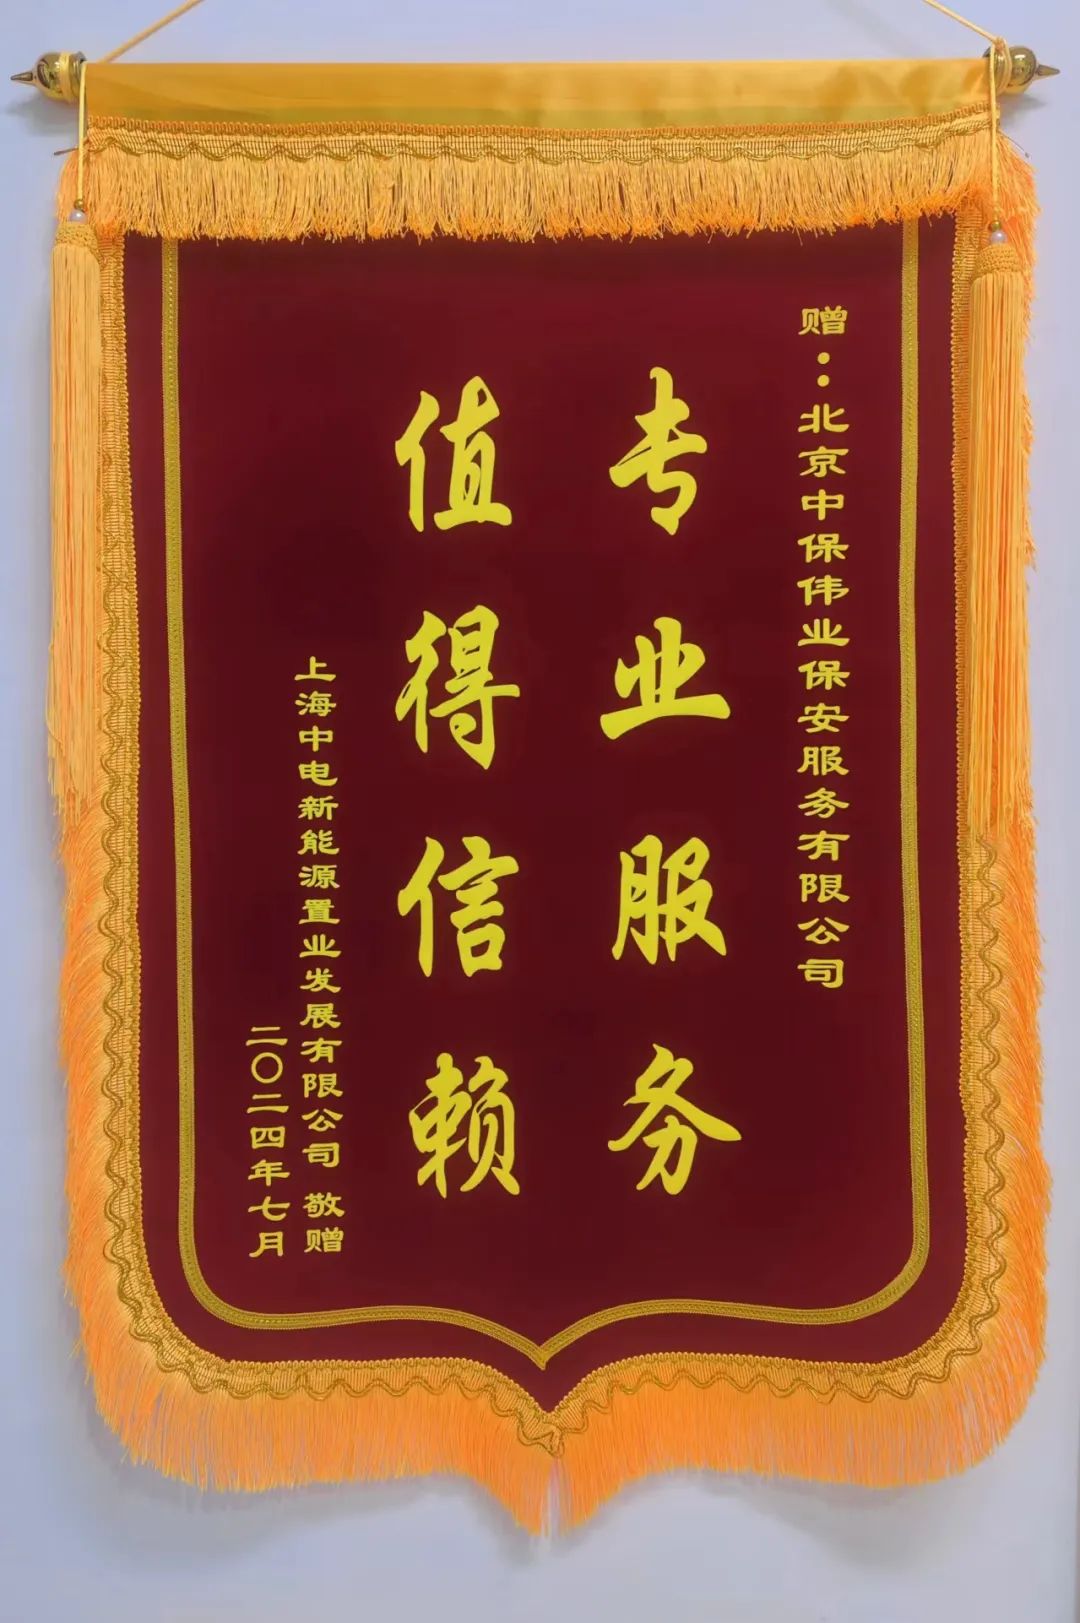 赠：北京中保伟业保安服务有限公司
专业服务
值得信赖
上海中电新能源置业发展有限公司 敬赠
二〇二四年七月